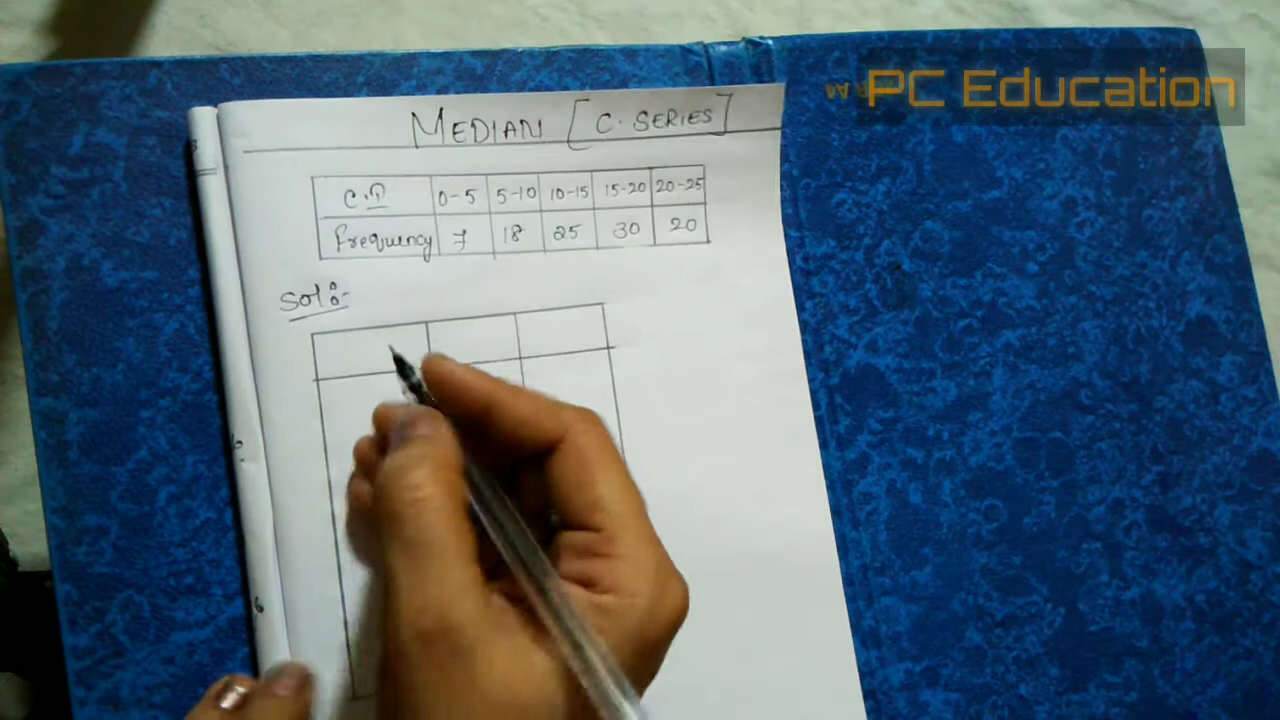 PC Education
MEDIAN [C. SERIES]
C.I 0-5 5-10 10-15 15-20 20-25
frequency 7 18 25 30 20
Sol:-